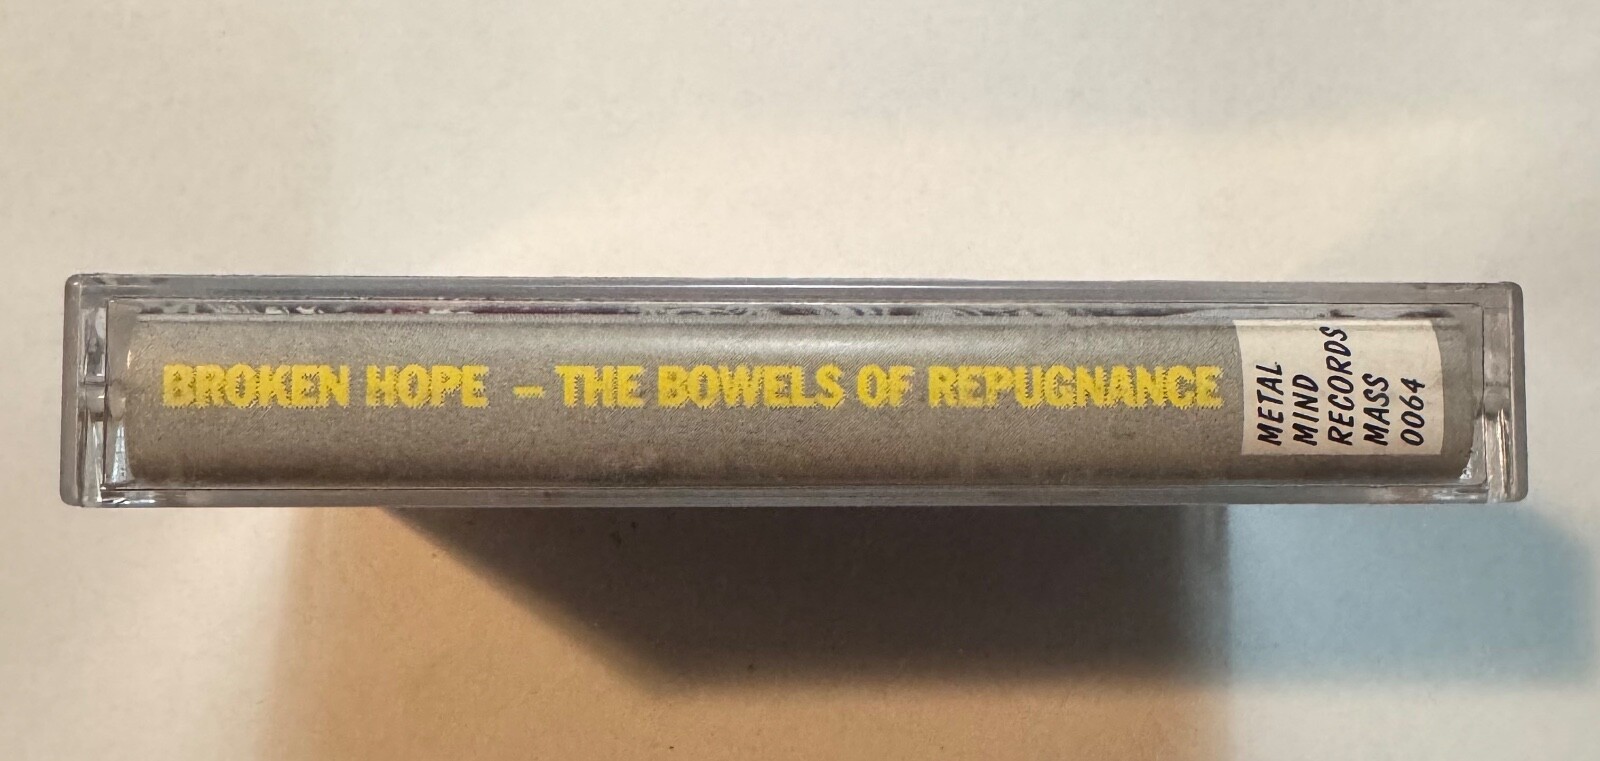 BROKEN HOPE – THE BOWELS OF REPUGNANCE
METAL
MIND
RECORDS
MASS
0064